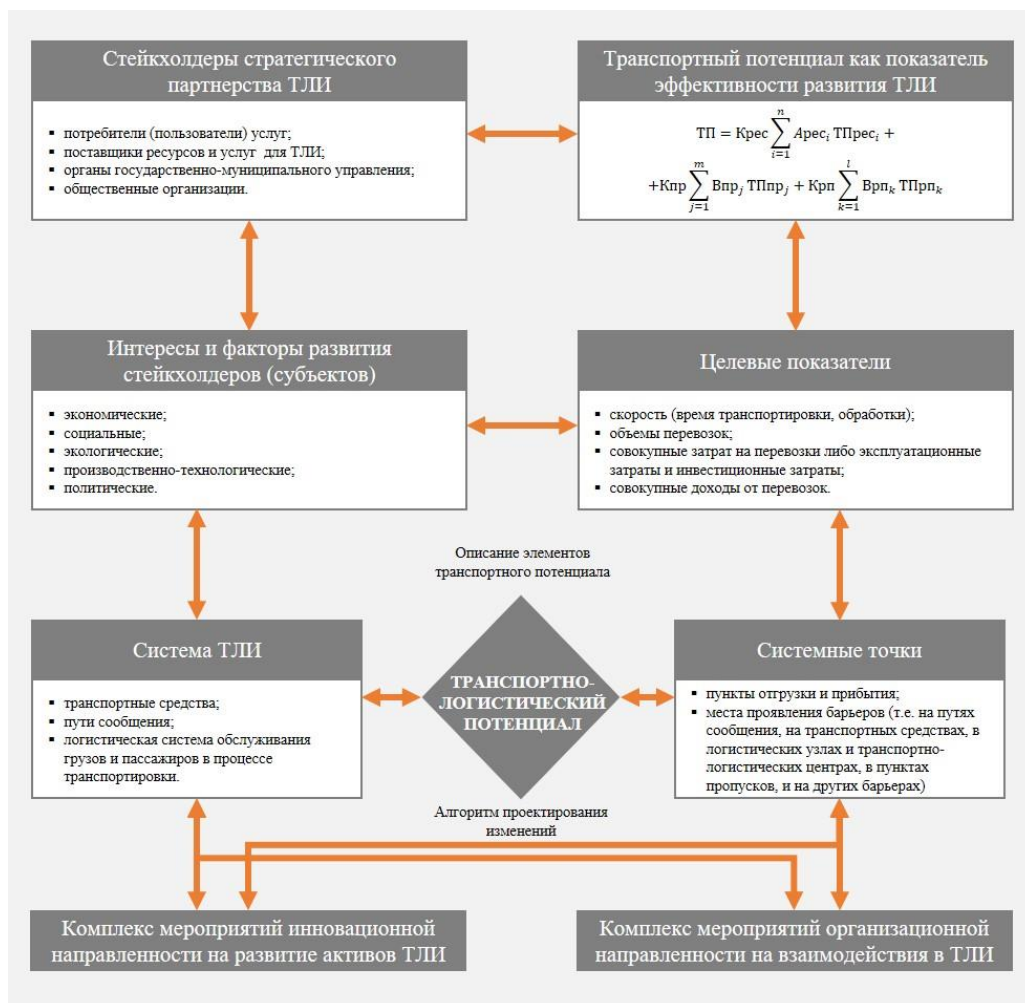 Стейкхолдеры стратегического
партнерства ТЛИ
▪ потребители (пользователи) услуг;
▪ поставщики ресурсов и услуг для ТЛИ;
▪ органы государственно-муниципального управления;
▪ общественные организации.
Транспортный потенциал как показатель
эффективности развития ТЛИ
ТП = Крес ∑_{i=1}^{n} Арес_i ТПрес_i +
+Кпр ∑_{j=1}^{m} Впр_j ТПпр_j + Крп ∑_{k=1}^{l} Врп_k ТПрп_k
Интересы и факторы развития
стейкхолдеров (субъектов)
▪ экономические;
▪ социальные;
▪ экологические;
▪ производственно-технологические;
▪ политические.
Целевые показатели
▪ скорость (время транспортировки, обработки);
▪ объемы перевозок;
▪ совокупные затрат на перевозки либо эксплуатационные
затраты и инвестиционные затраты;
▪ совокупные доходы от перевозок.
Описание элементов
транспортного потенциала
Система ТЛИ
▪ транспортные средства;
▪ пути сообщения;
▪ логистическая система обслуживания
грузов и пассажиров в процессе
транспортировки.
ТРАНСПОРТНО-
ЛОГИСТИЧЕСКИЙ
ПОТЕНЦИАЛ
Системные точки
▪ пункты отгрузки и прибытия;
▪ места проявления барьеров (т.е. на путях
сообщения, на транспортных средствах, в
логистических узлах и транспортно-
логистических центрах, в пунктах
пропусков, и на других барьерах)
Алгоритм проектирования
изменений
Комплекс мероприятий инновационной
направленности на развитие активов ТЛИ
Комплекс мероприятий организационной
направленности на взаимодействия в ТЛИ